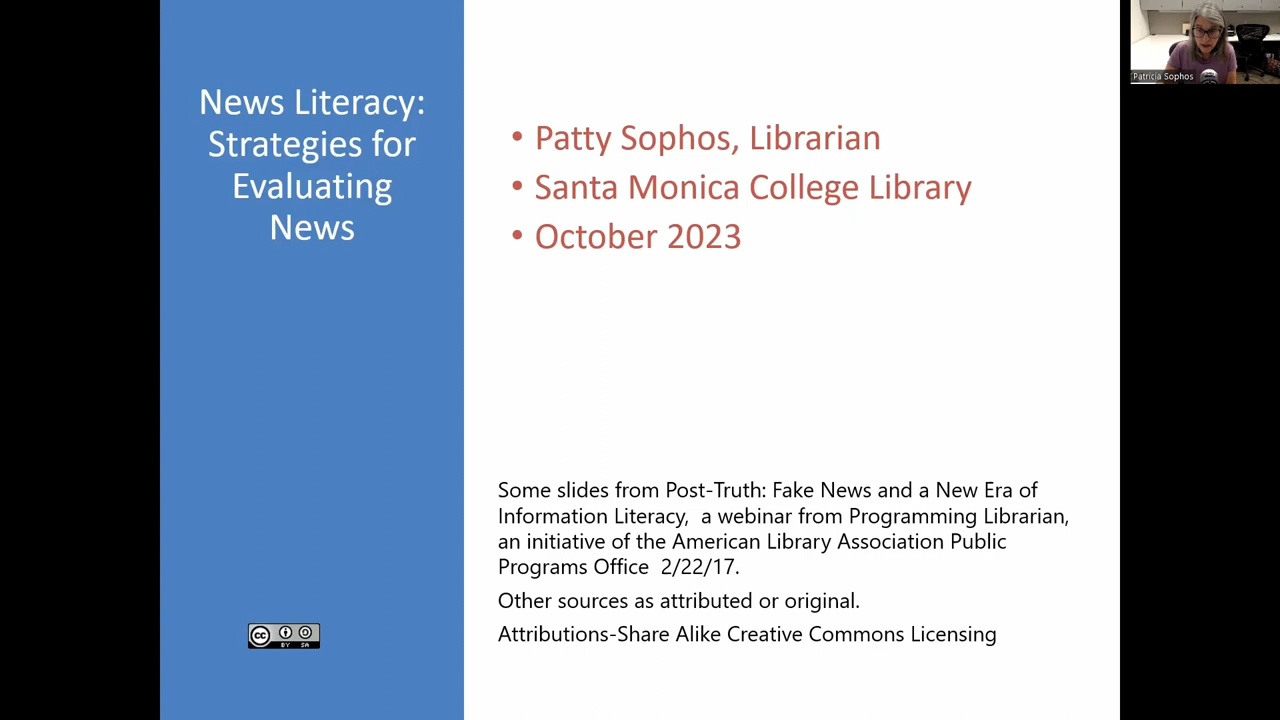 News Literacy:
Strategies for
Evaluating
News
• Patty Sophos, Librarian
• Santa Monica College Library
• October 2023
Some slides from Post-Truth: Fake News and a New Era of
Information Literacy,  a webinar from Programming Librarian,
an initiative of the American Library Association Public
Programs Office  2/22/17.
Other sources as attributed or original.
Attributions-Share Alike Creative Commons Licensing
cc
BY SA
Patricia Sophos